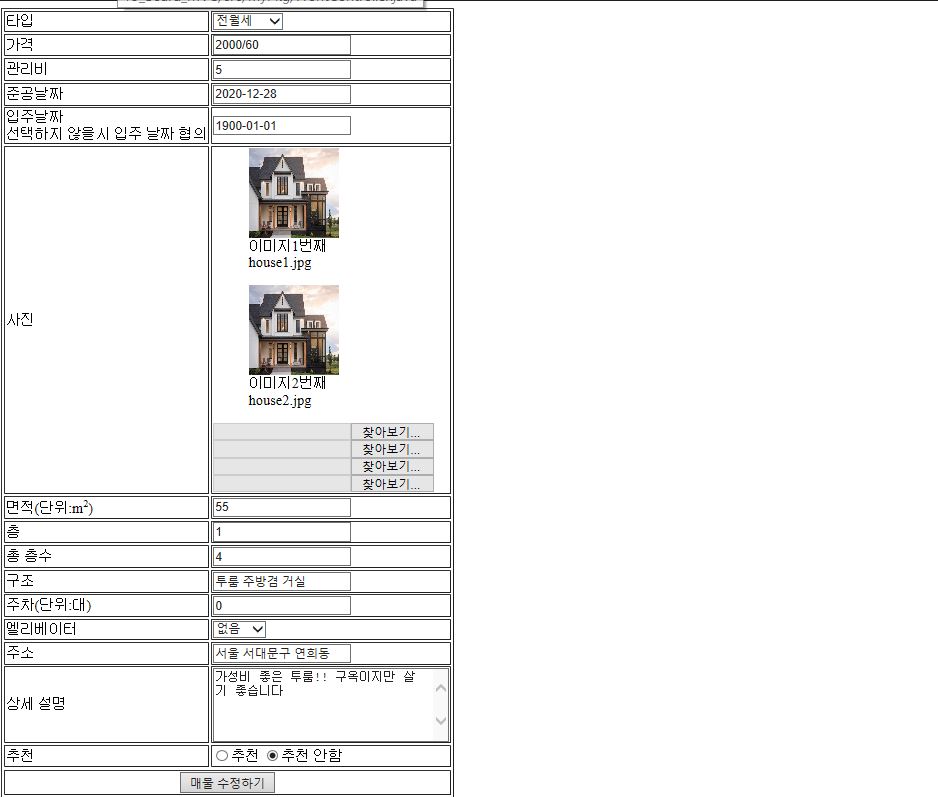 타입 전월세
가격 2000/60
관리비 5
준공날짜 2020-12-28
입주날짜
선택하지 않을시 입주 날짜 협의 1900-01-01
사진
이미지1번째
house1.jpg
이미지2번째
house2.jpg
찾아보기...
찾아보기...
찾아보기...
찾아보기...
면적(단위:m²) 55
층 1
총 층수 4
구조 투룸 주방겸 거실
주차(단위:대) 0
엘리베이터 없음
주소 서울 서대문구 연희동
상세 설명
가성비 좋은 투룸!! 구옥이지만 살
기 좋습니다
추천 추천 추천 안함
매물 수정하기